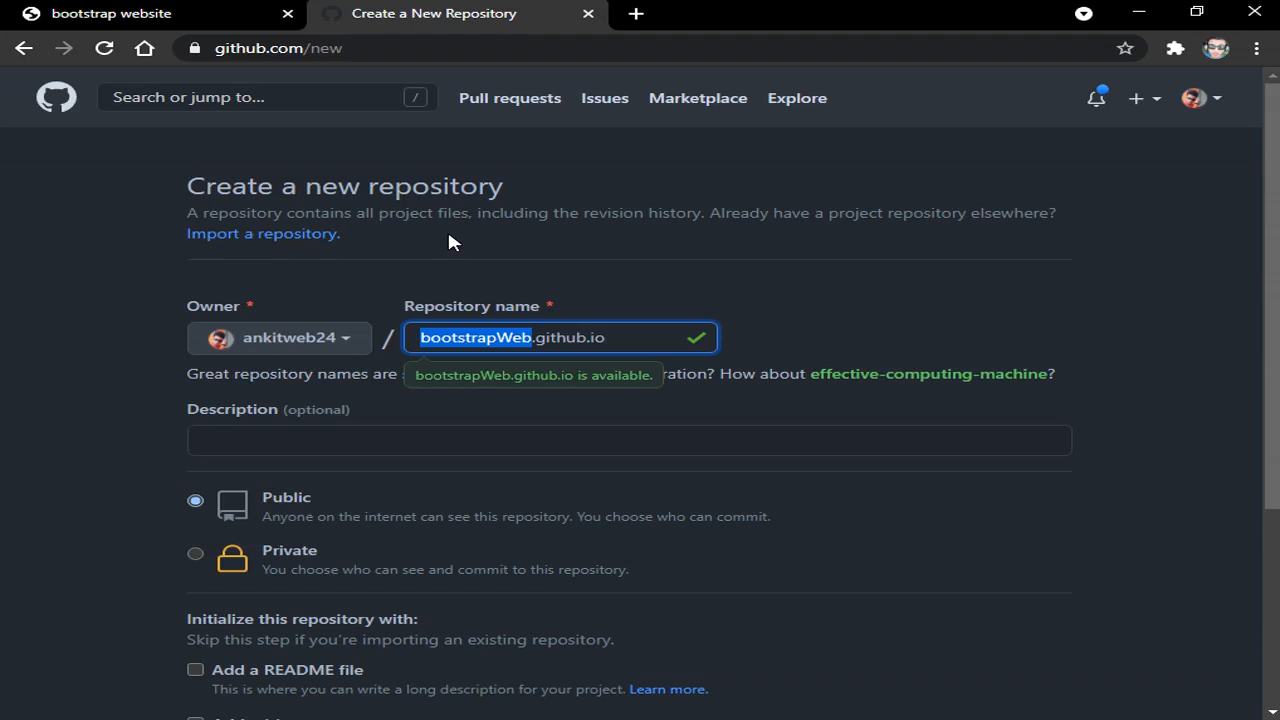 bootstrap website
Create a New Repository
github.com/new
Search or jump to...
/
Pull requests
Issues
Marketplace
Explore
Create a new repository
A repository contains all project files, including the revision history. Already have a project repository elsewhere?
Import a repository.
Owner *
Repository name *
ankitweb24
/
bootstrapWeb.github.io
Great repository names are
bootstrapWeb.github.io is available.
ration? How about effective-computing-machine?
Description (optional)
Public
Anyone on the internet can see this repository. You choose who can commit.
Private
You choose who can see and commit to this repository.
Initialize this repository with:
Skip this step if you're importing an existing repository.
Add a README file
This is where you can write a long description for your project. Learn more.